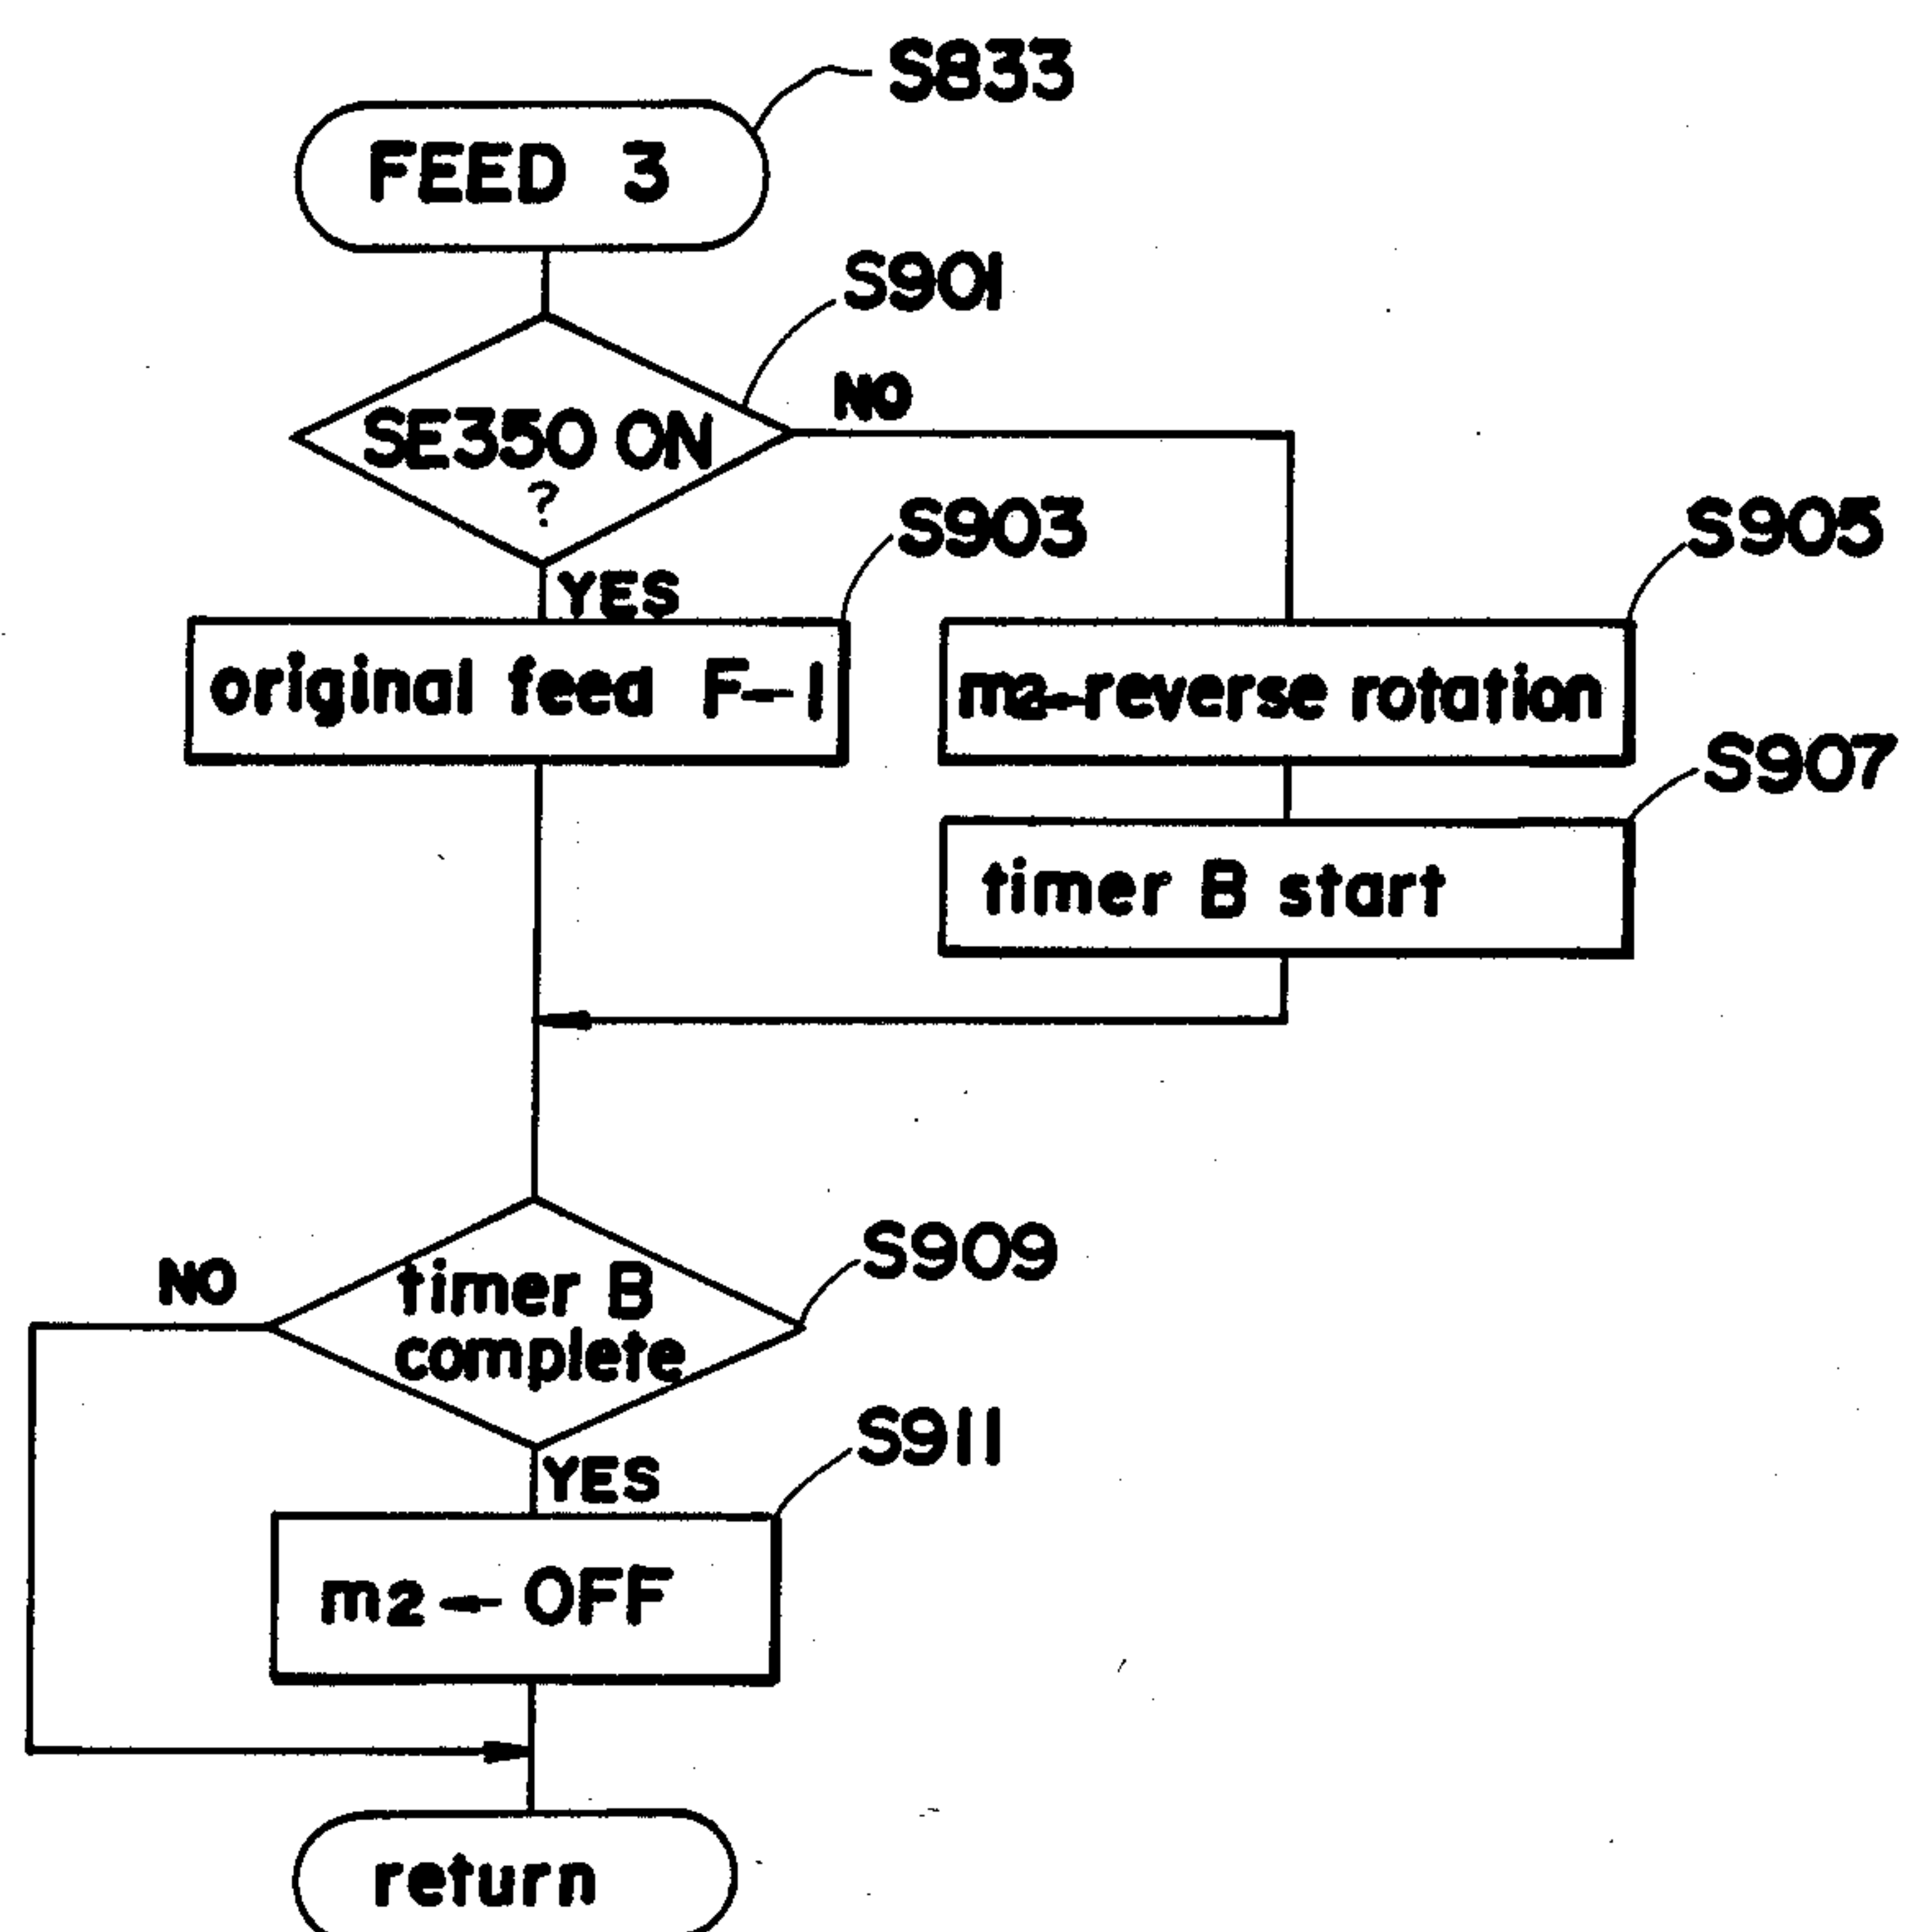 S833
FEED 3
S901
NO
SE350 ON
?
S903
S905
YES
original feed F-1
m2-reverse rotation
S907
timer B start
S909
NO
timer B
complete
S911
YES
m2-OFF
return